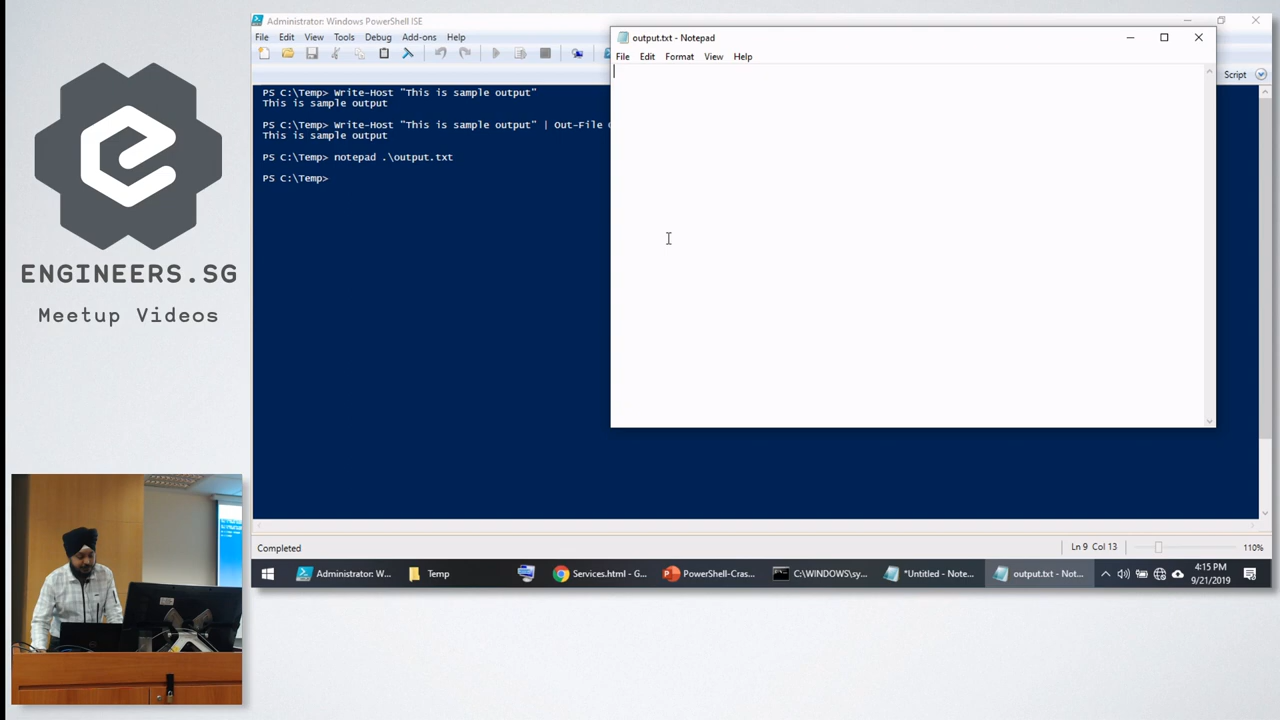 Administrator: Windows PowerShell ISE
File Edit View Tools Debug Add-ons Help
output.txt - Notepad
File Edit Format View Help
Script
PS C:\Temp> Write-Host "This is sample output"
This is sample output
PS C:\Temp> Write-Host "This is sample output" | Out-File
This is sample output
PS C:\Temp> notepad .\output.txt
PS C:\Temp>
ENGINEERS.SG
Meetup Videos
Completed
Ln 9 Col 13
110%
Administrator: W...
Temp
Services.html - G...
PowerShell-Cras...
C:\WINDOWS\sy...
*Untitled - Note...
output.txt - Not...
4:15 PM
9/21/2019